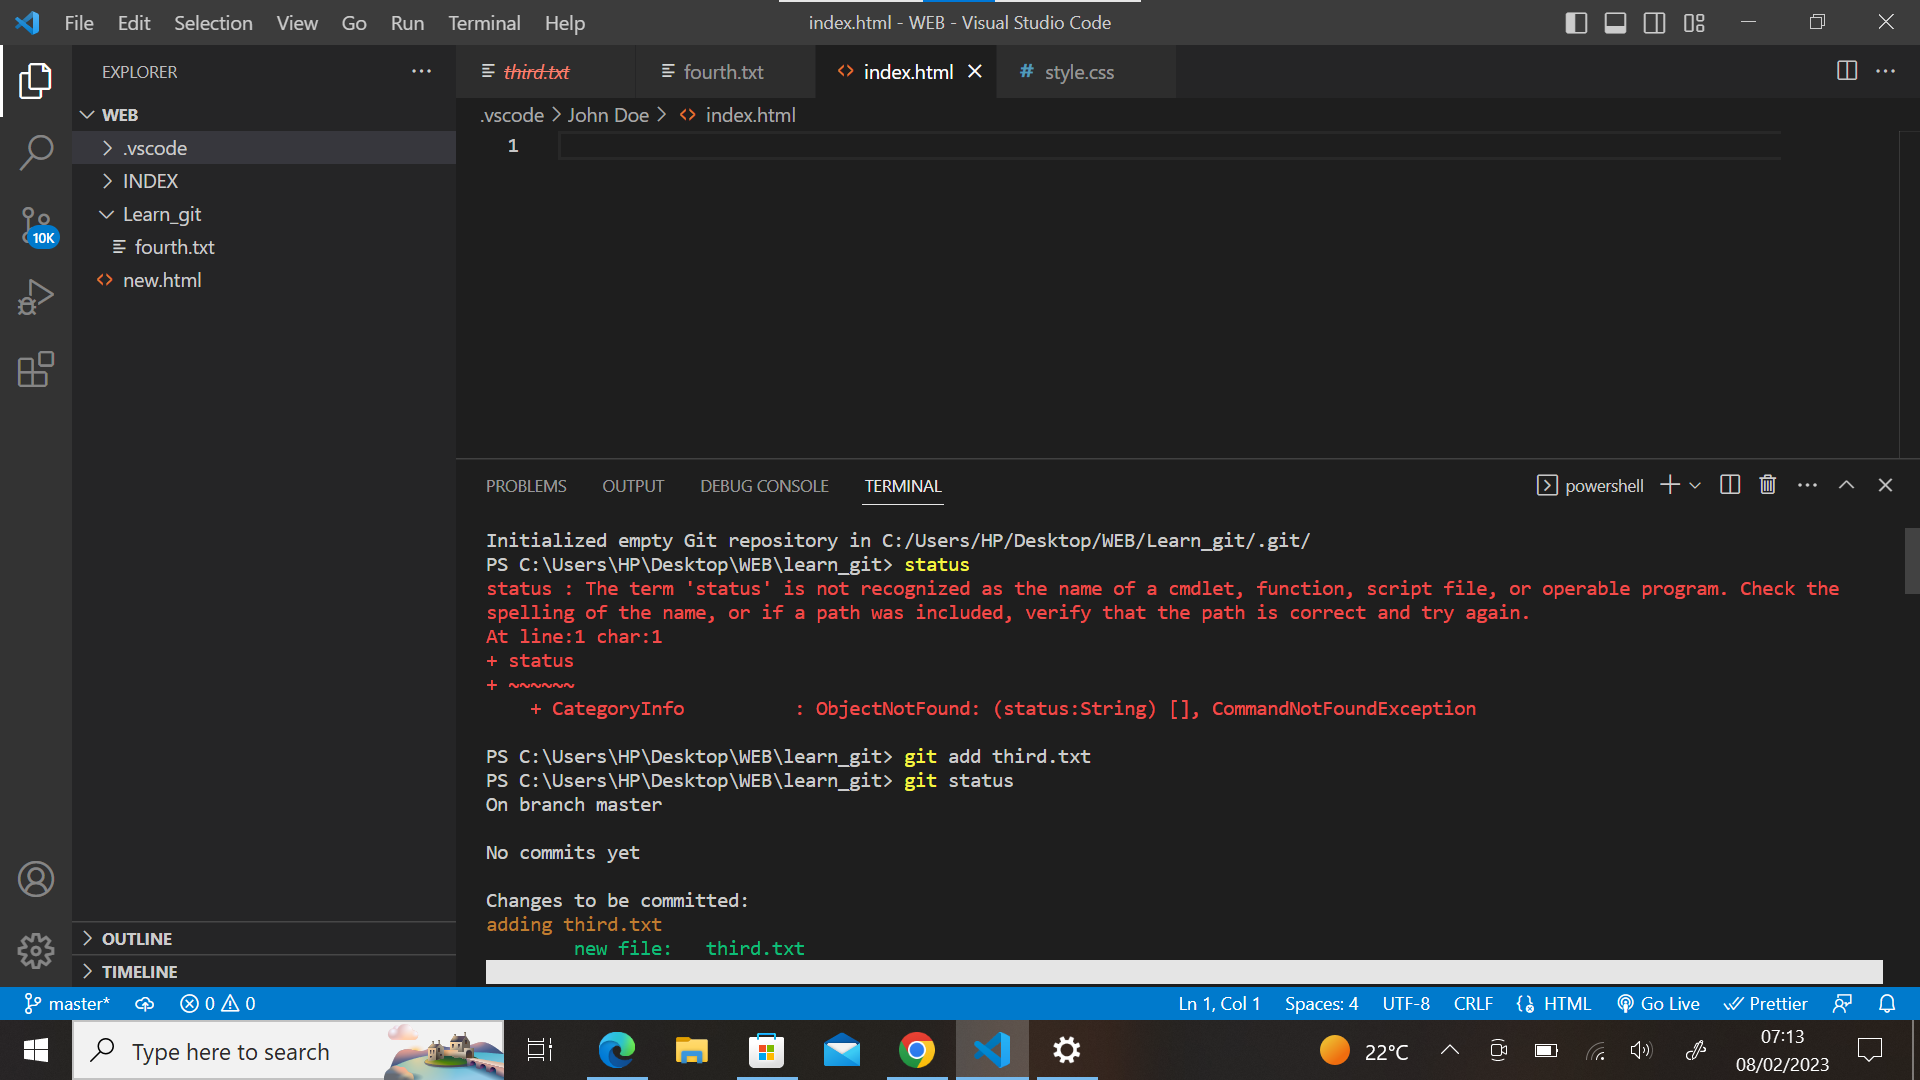 File Edit Selection View Go Run Terminal Help
index.html - WEB - Visual Studio Code
EXPLORER
WEB
.vscode
INDEX
Learn_git
fourth.txt
new.html
10K
OUTLINE
TIMELINE
third.txt
fourth.txt
index.html
style.css
.vscode > John Doe > index.html
1
PROBLEMS OUTPUT DEBUG CONSOLE TERMINAL
powershell
Initialized empty Git repository in C:/Users/HP/Desktop/WEB/Learn_git/.git/
PS C:\Users\HP\Desktop\WEB\learn_git> status
status : The term 'status' is not recognized as the name of a cmdlet, function, script file, or operable program. Check the
spelling of the name, or if a path was included, verify that the path is correct and try again.
At line:1 char:1
+ status
+ ~~~~~~
+ CategoryInfo : ObjectNotFound: (status:String) [], CommandNotFoundException
PS C:\Users\HP\Desktop\WEB\learn_git> git add third.txt
PS C:\Users\HP\Desktop\WEB\learn_git> git status
On branch master
No commits yet
Changes to be committed:
adding third.txt
new file: third.txt
master* 0 0
Ln 1, Col 1 Spaces: 4 UTF-8 CRLF HTML Go Live Prettier
Type here to search
22°C
07:13
08/02/2023